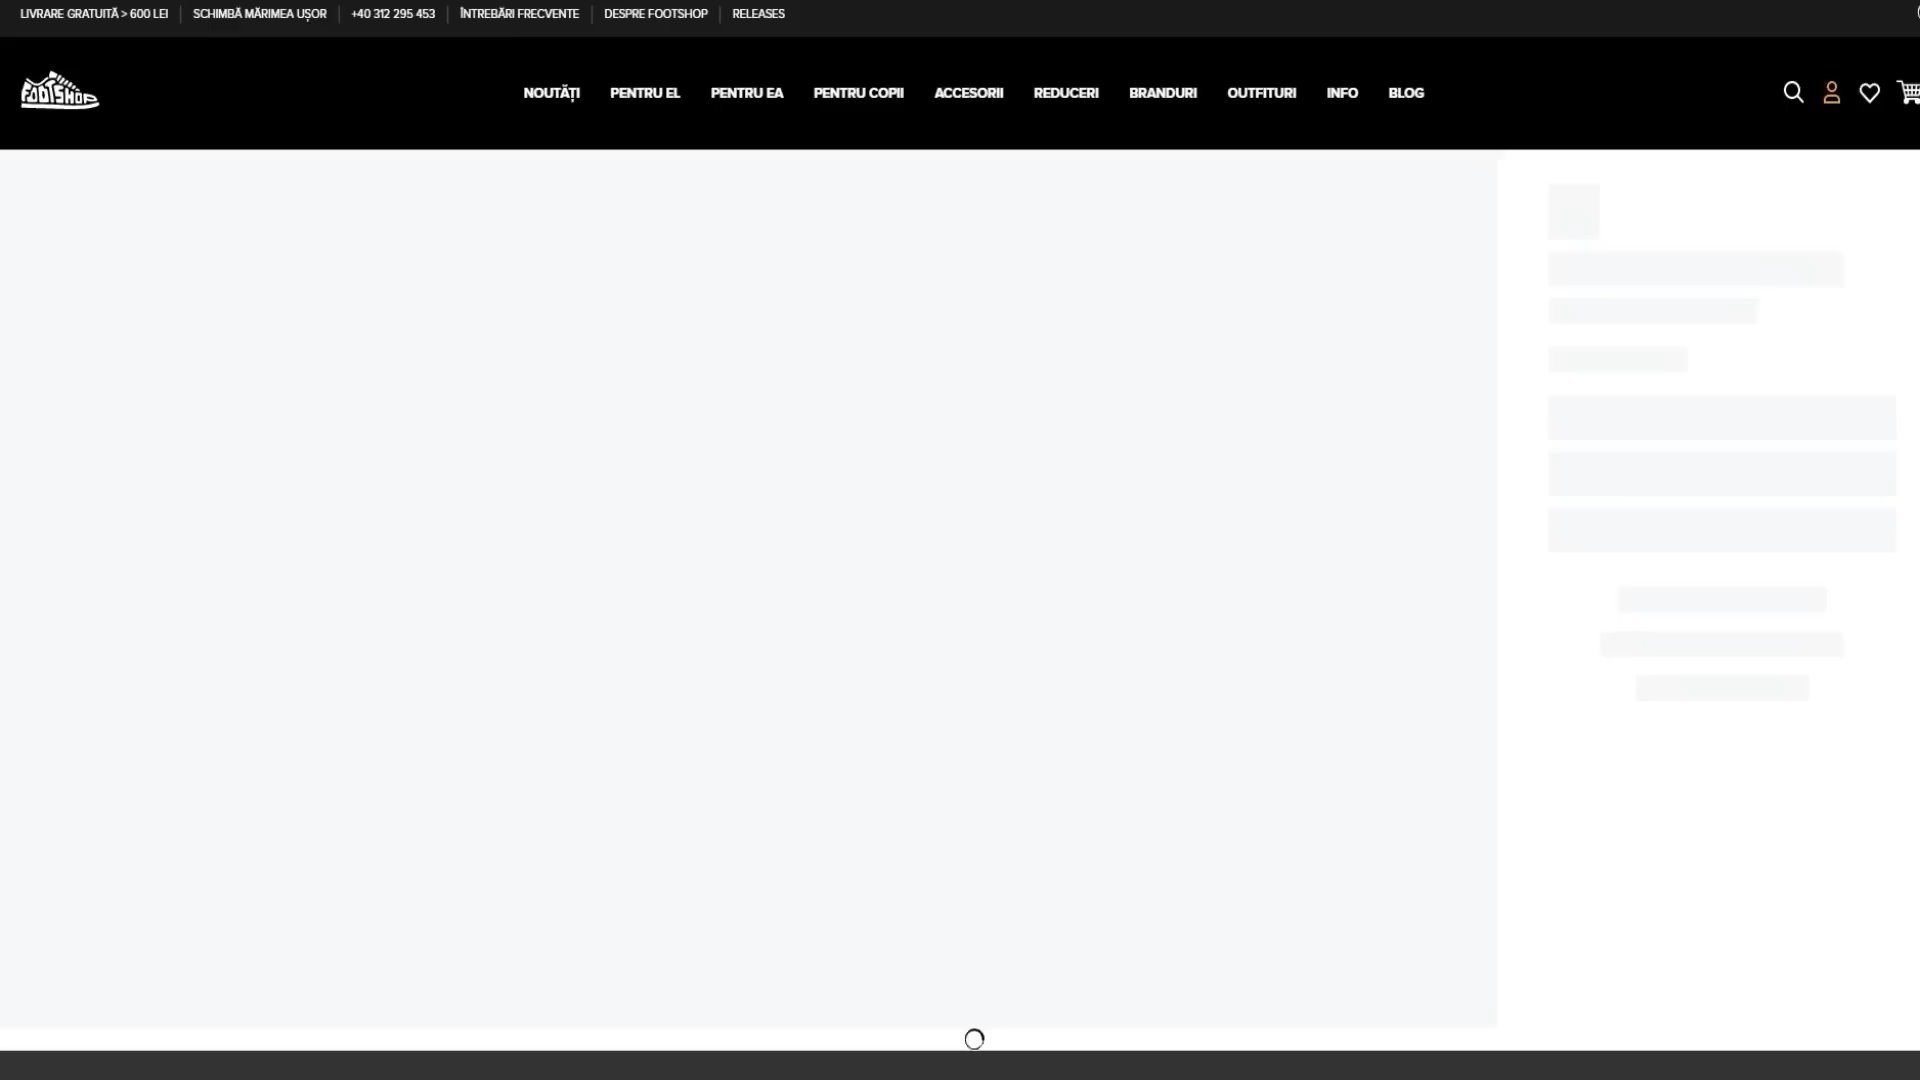 LIVRARE GRATUITĂ > 600 LEI
SCHIMBĂ MĂRIMEA UȘOR
+40 312 295 453
ÎNTREBĂRI FRECVENTE
DESPRE FOOTSHOP
RELEASES
FOOTSHOP
NOUTĂȚI
PENTRU EL
PENTRU EA
PENTRU COPII
ACCESORII
REDUCERI
BRANDURI
OUTFITURI
INFO
BLOG